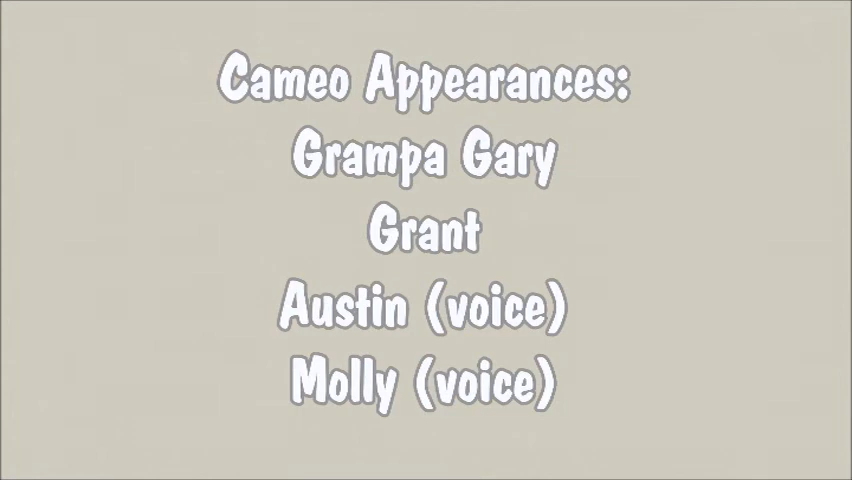 Cameo Appearances:
Grampa Gary
Grant
Austin (voice)
Molly (voice)